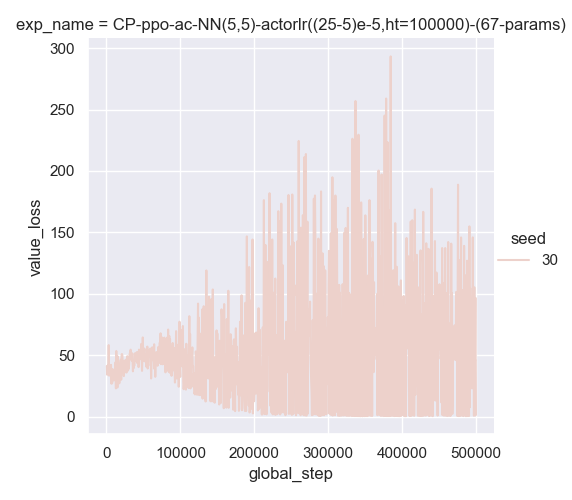 exp_name = CP-ppo-ac-NN(5,5)-actorlr((25-5)e-5,ht=100000)-(67-params)
300
250
200
150
100
50
0
value_loss
0 100000 200000 300000 400000 500000
global_step
seed
30